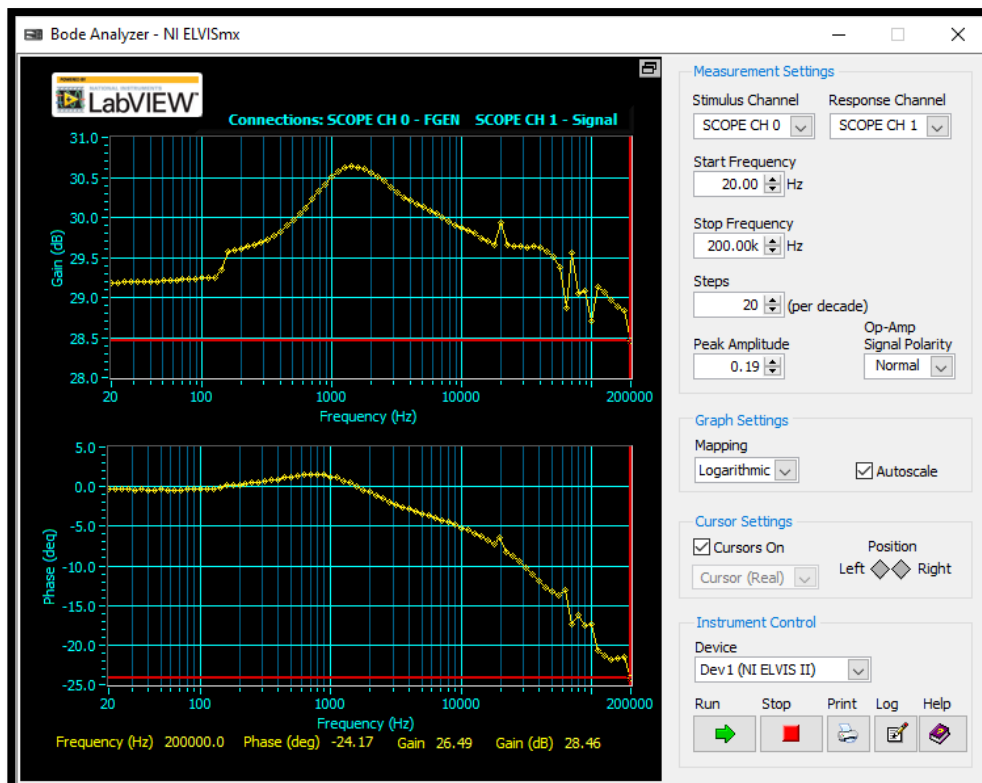 Bode Analyzer - NI ELVISmx
POWERED BY
NATIONAL INSTRUMENTS
LabVIEW™
Connections: SCOPE CH 0 - FGEN SCOPE CH 1 - Signal
31.0
30.5
30.0
29.5
29.0
28.5
28.0
Gain (dB)
20 100 1000 10000 200000
Frequency (Hz)
5.0
0.0
-5.0
-10.0
-15.0
-20.0
-25.0
Phase (deg)
20 100 1000 10000 200000
Frequency (Hz)
Frequency (Hz) 200000.0 Phase (deg) -24.17 Gain 26.49 Gain (dB) 28.46
Measurement Settings
Stimulus Channel Response Channel
SCOPE CH 0 SCOPE CH 1
Start Frequency
20.00 Hz
Stop Frequency
200.00k Hz
Steps
20 (per decade)
Peak Amplitude
0.19
Op-Amp
Signal Polarity
Normal
Graph Settings
Mapping
Logarithmic Autoscale
Cursor Settings
Cursors On Position
Cursor (Real) Left Right
Instrument Control
Device
Dev1 (NI ELVIS II)
Run Stop Print Log Help